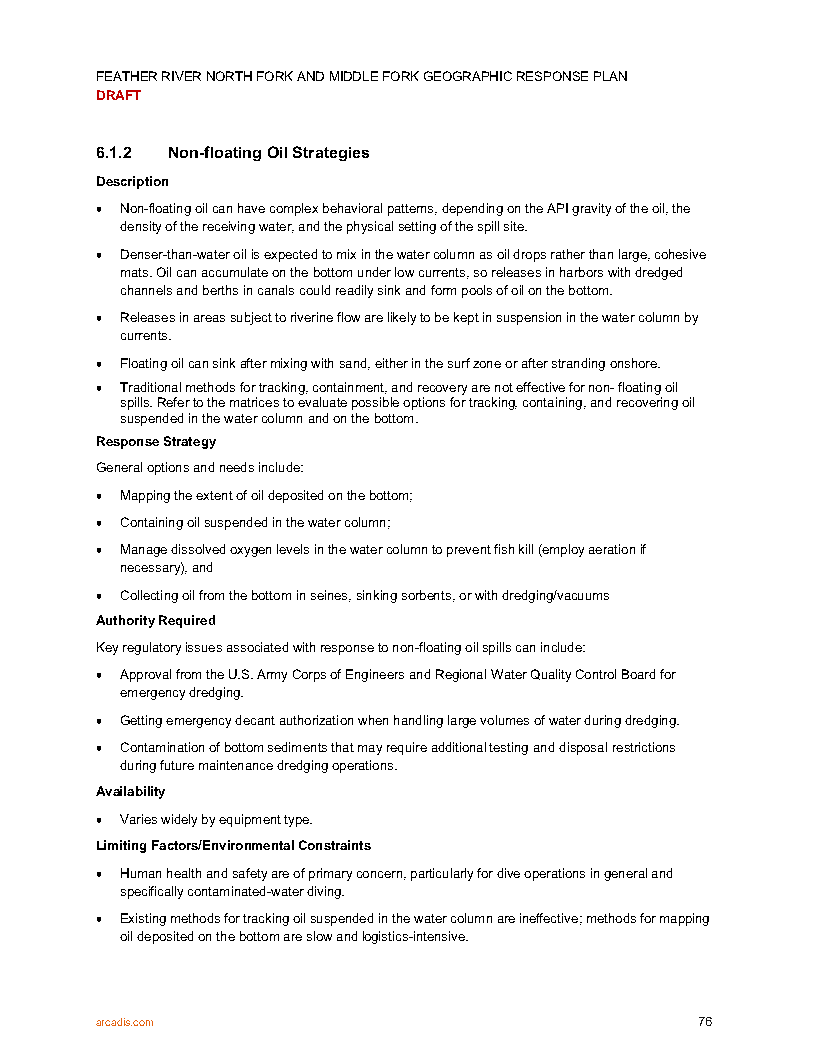 FEATHER RIVER NORTH FORK AND MIDDLE FORK GEOGRAPHIC RESPONSE PLAN
DRAFT
6.1.2 Non-floating Oil Strategies
Description
• Non-floating oil can have complex behavioral patterns, depending on the API gravity of the oil, the
density of the receiving water, and the physical setting of the spill site.
• Denser-than-water oil is expected to mix in the water column as oil drops rather than large, cohesive
mats. Oil can accumulate on the bottom under low currents, so releases in harbors with dredged
channels and berths in canals could readily sink and form pools of oil on the bottom.
• Releases in areas subject to riverine flow are likely to be kept in suspension in the water column by
currents.
• Floating oil can sink after mixing with sand, either in the surf zone or after stranding onshore.
• Traditional methods for tracking, containment, and recovery are not effective for non- floating oil
spills. Refer to the matrices to evaluate possible options for tracking, containing, and recovering oil
suspended in the water column and on the bottom.
Response Strategy
General options and needs include:
• Mapping the extent of oil deposited on the bottom;
• Containing oil suspended in the water column;
• Manage dissolved oxygen levels in the water column to prevent fish kill (employ aeration if
necessary), and
• Collecting oil from the bottom in seines, sinking sorbents, or with dredging/vacuums
Authority Required
Key regulatory issues associated with response to non-floating oil spills can include:
• Approval from the U.S. Army Corps of Engineers and Regional Water Quality Control Board for
emergency dredging.
• Getting emergency decant authorization when handling large volumes of water during dredging.
• Contamination of bottom sediments that may require additional testing and disposal restrictions
during future maintenance dredging operations.
Availability
• Varies widely by equipment type.
Limiting Factors/Environmental Constraints
• Human health and safety are of primary concern, particularly for dive operations in general and
specifically contaminated-water diving.
• Existing methods for tracking oil suspended in the water column are ineffective; methods for mapping
oil deposited on the bottom are slow and logistics-intensive.
arcadis.com 76